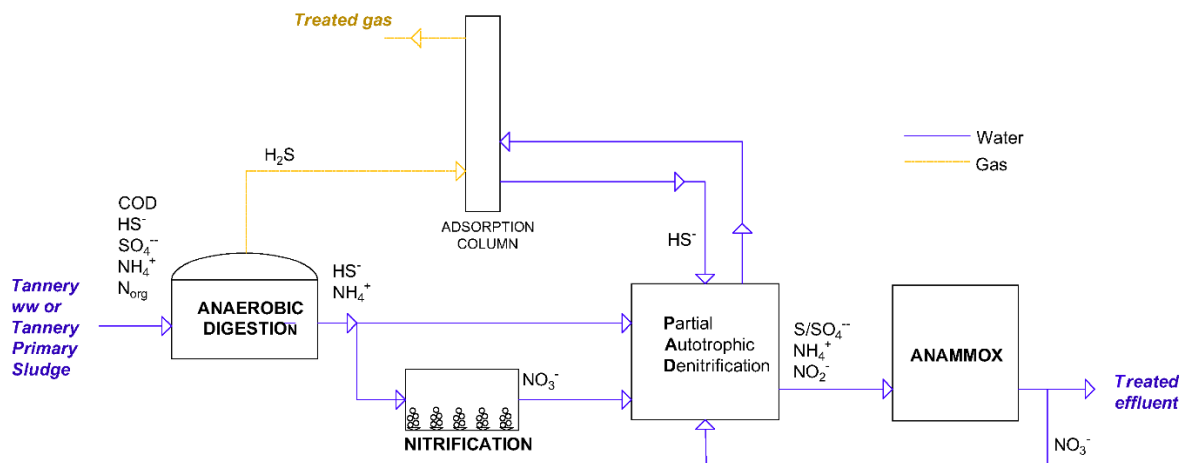 Treated gas
H2S
ADSORPTION
COLUMN
Water
Gas
COD
HS-
SO4--
NH4+
Norg
Tannery
ww or
Tannery
Primary
Sludge
ANAEROBIC
DIGESTION
HS-
NH4+
NO3-
NITRIFICATION
HS-
Partial
Autotrophic
Denitrification
S/SO4--
NH4+
NO2-
ANAMMOX
Treated
effluent
NO3-